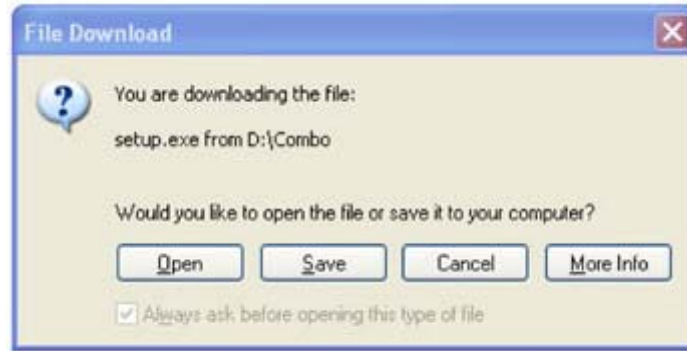 File Download
You are downloading the file:
setup.exe from D:\Combo
Would you like to open the file or save it to your computer?
Open Save Cancel More Info
Always ask before opening this type of file